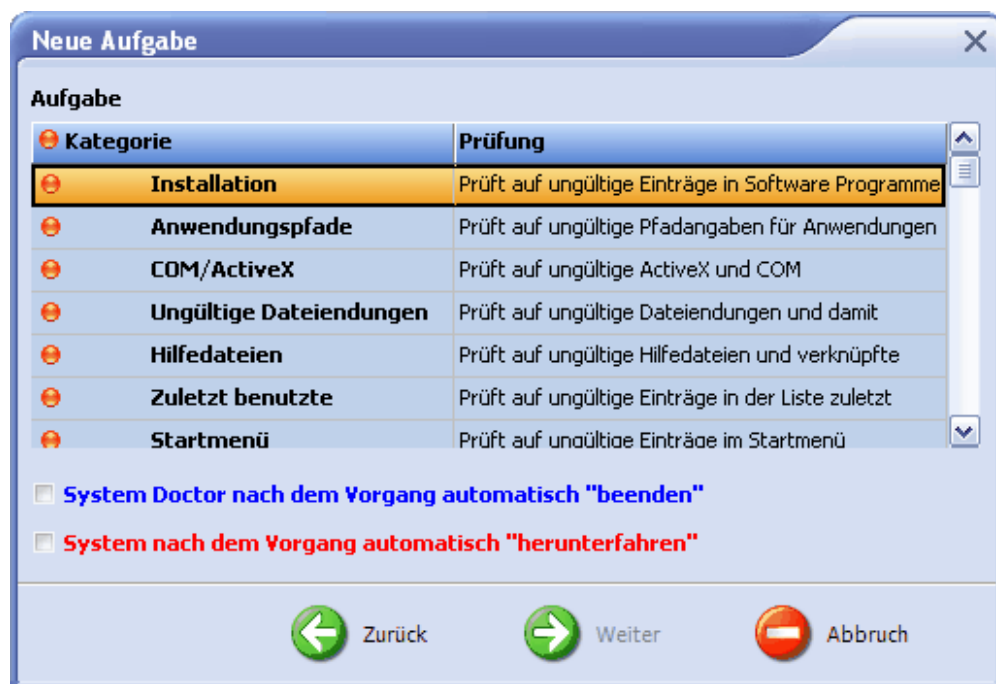 Neue Aufgabe
Aufgabe
Kategorie Prüfung
Installation Prüft auf ungültige Einträge in Software Programme
Anwendungspfade Prüft auf ungültige Pfadangaben für Anwendungen
COM/ActiveX Prüft auf ungültige ActiveX und COM
Ungültige Dateiendungen Prüft auf ungültige Dateiendungen und damit
Hilfedateien Prüft auf ungültige Hilfedateien und verknüpfte
Zuletzt benutzte Prüft auf ungültige Einträge in der Liste zuletzt
Startmenü Prüft auf ungültige Einträge im Startmenü
System Doctor nach dem Vorgang automatisch "beenden"
System nach dem Vorgang automatisch "herunterfahren"
Zurück Weiter Abbruch